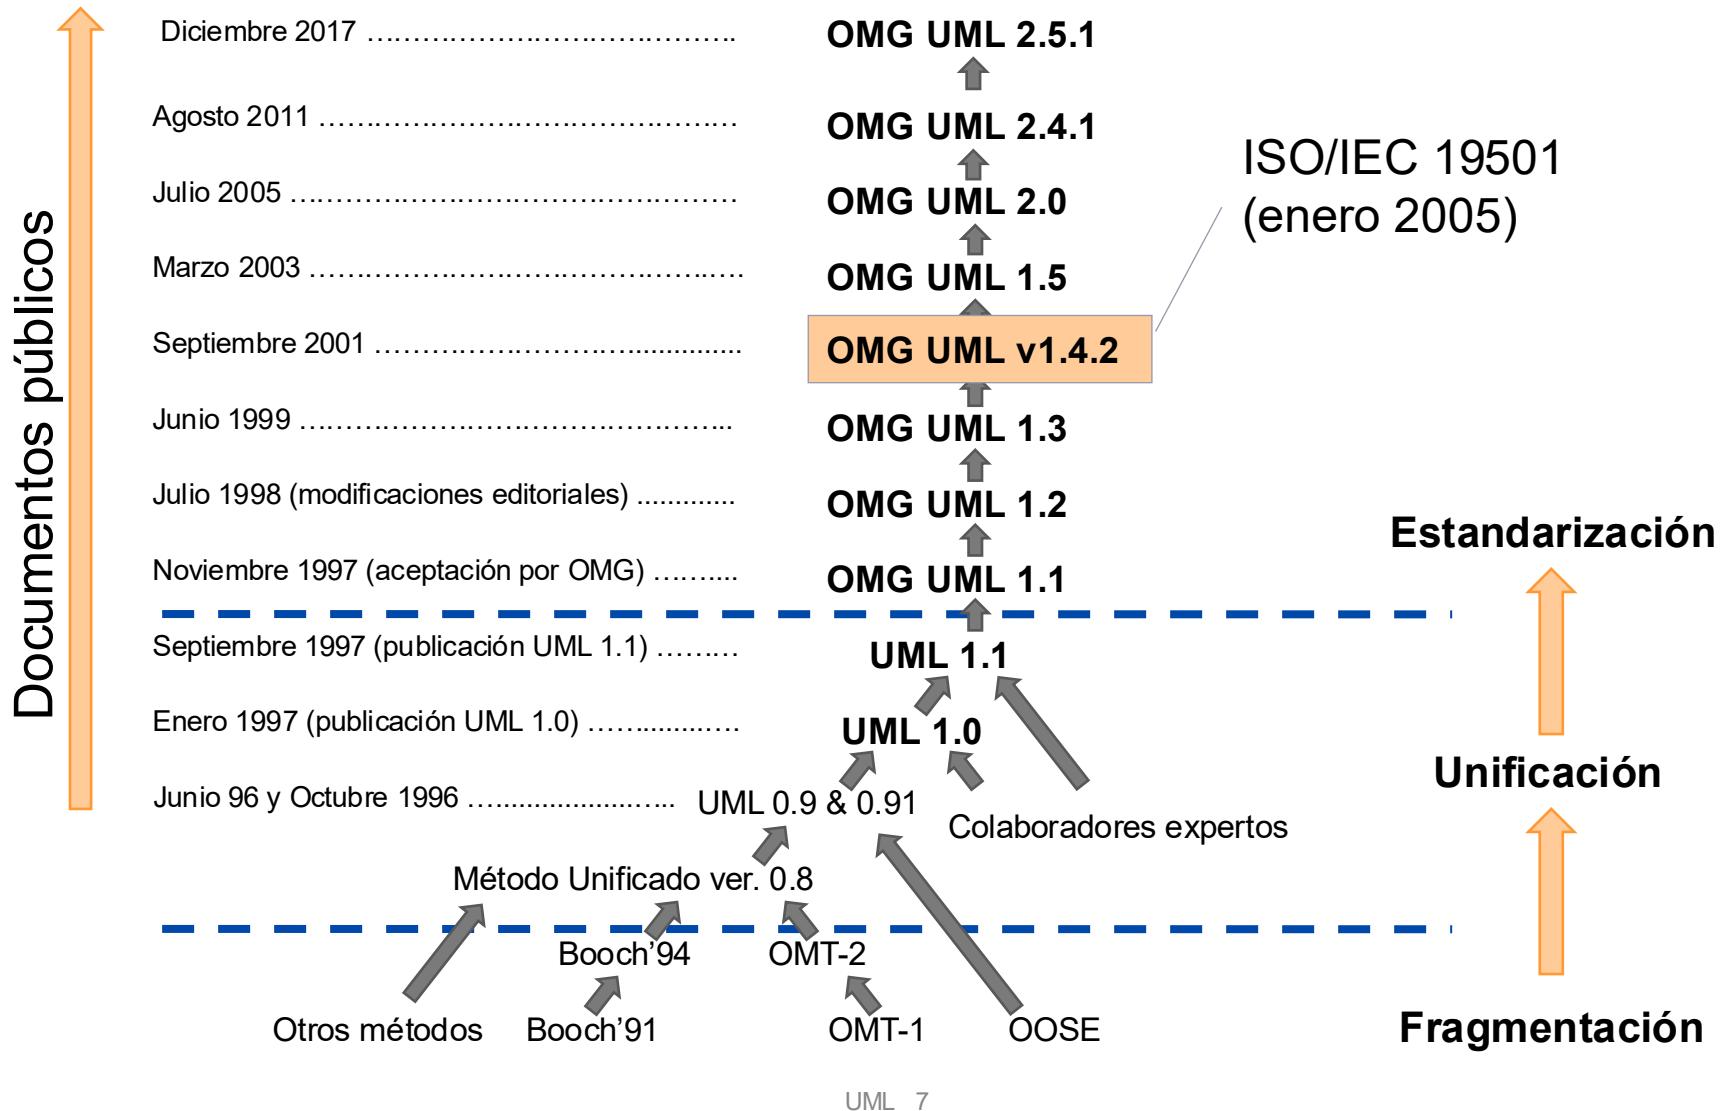 Diciembre 2017 ………………………………….. OMG UML 2.5.1
Agosto 2011 …………………………………… OMG UML 2.4.1
ISO/IEC 19501
(enero 2005)
Julio 2005 ……………………………………… OMG UML 2.0
Marzo 2003 ……………………………………. OMG UML 1.5
Septiembre 2001 ……………………............... OMG UML v1.4.2
Junio 1999 ………………………………….. OMG UML 1.3
Julio 1998 (modificaciones editoriales) ............. OMG UML 1.2
Estandarización
Noviembre 1997 (aceptación por OMG) ……... OMG UML 1.1
Documentos públicos
Septiembre 1997 (publicación UML 1.1) ……… UML 1.1
Enero 1997 (publicación UML 1.0) ……..........…. UML 1.0
Unificación
Junio 96 y Octubre 1996 …..................….. UML 0.9 & 0.91
Colaboradores expertos
Método Unificado ver. 0.8
Booch’94 OMT-2
Otros métodos Booch’91 OMT-1 OOSE Fragmentación
UML 7